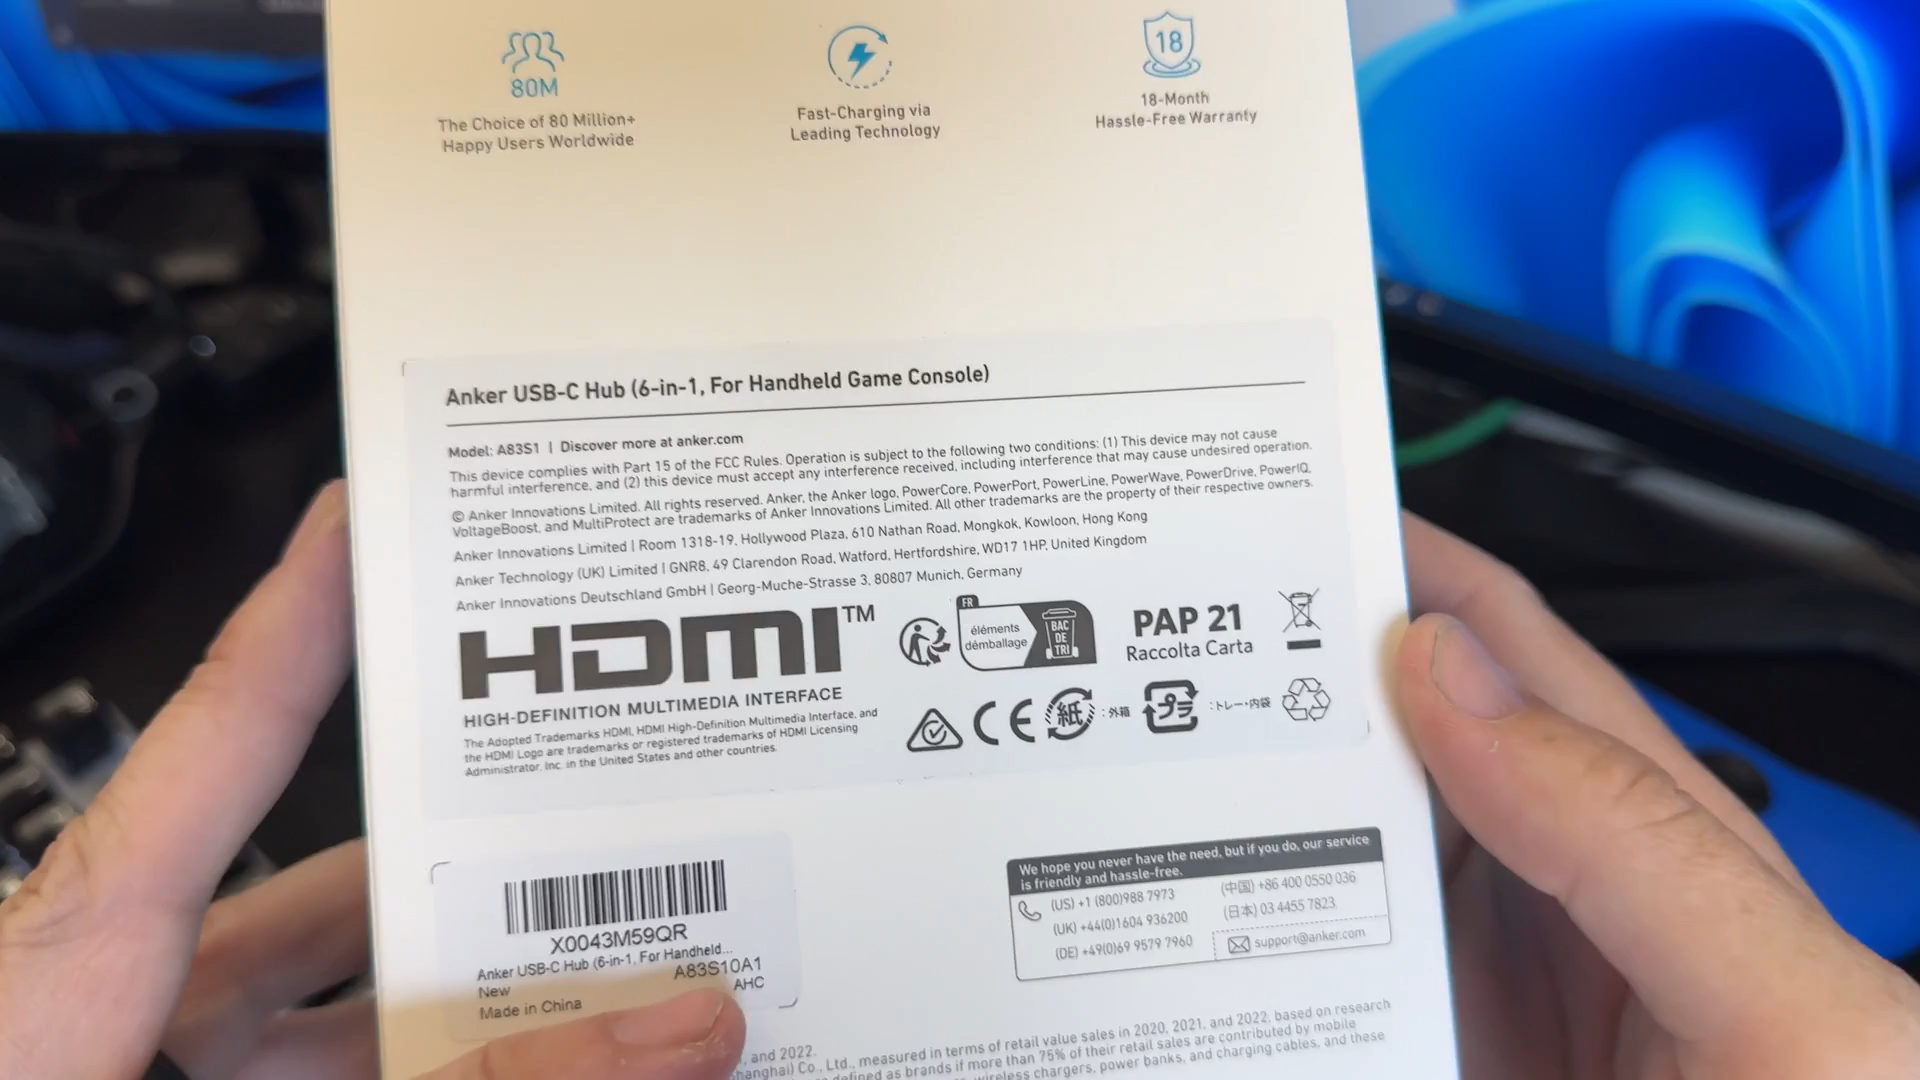 80M
The Choice of 80 Million+
Happy Users Worldwide
Fast-Charging via
Leading Technology
18
18-Month
Hassle-Free Warranty
Anker USB-C Hub (6-in-1, For Handheld Game Console)
Model: A83S1 | Discover more at anker.com
This device complies with Part 15 of the FCC Rules. Operation is subject to the following two conditions: (1) This device may not cause
harmful interference, and (2) this device must accept any interference received, including interference that may cause undesired operation.
© Anker Innovations Limited. All rights reserved. Anker, the Anker logo, PowerCore, PowerPort, PowerLine, PowerWave, PowerDrive, PowerIQ,
VoltageBoost, and MultiProtect are trademarks of Anker Innovations Limited. All other trademarks are the property of their respective owners.
Anker Innovations Limited | Room 1318-19, Hollywood Plaza, 610 Nathan Road, Mongkok, Kowloon, Hong Kong
Anker Technology (UK) Limited | GNR8, 49 Clarendon Road, Watford, Hertfordshire, WD17 1HP, United Kingdom
Anker Innovations Deutschland GmbH | Georg-Muche-Strasse 3, 80807 Munich, Germany
HDMI™
HIGH-DEFINITION MULTIMEDIA INTERFACE
The Adopted Trademarks HDMI, HDMI High-Definition Multimedia Interface, and
the HDMI Logo are trademarks or registered trademarks of HDMI Licensing
Administrator, Inc. in the United States and other countries.
FR
éléments
démballage
BAC
DE
TRI
PAP 21
Raccolta Carta
CE
紙 : 外箱
プラ : トレー・内袋
X0043M59QR
Anker USB-C Hub (6-in-1, For Handheld...
New
A83S10A1
AHC
Made in China
We hope you never have the need, but if you do, our service
is friendly and hassle-free.
(US) +1 (800)988 7973
(UK) +44(0)1604 936200
(DE) +49(0)69 9579 7960
(中国) +86 400 0550 036
(日本) 03 4455 7823
support@anker.com
, and 2022.
hanghai) Co., Ltd., measured in terms of retail value sales in 2020, 2021, and 2022, based on research
defined as brands if more than 75% of their retail sales are contributed by mobile
wireless chargers, power banks, and charging cables, and these